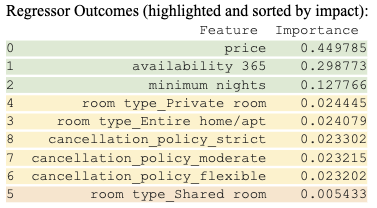 Regressor Outcomes (highlighted and sorted by impact):
Feature Importance
0 price 0.449785
1 availability 365 0.298773
2 minimum nights 0.127766
4 room type_Private room 0.024445
3 room type_Entire home/apt 0.024079
8 cancellation_policy_strict 0.023302
7 cancellation_policy_moderate 0.023215
6 cancellation_policy_flexible 0.023202
5 room type_Shared room 0.005433